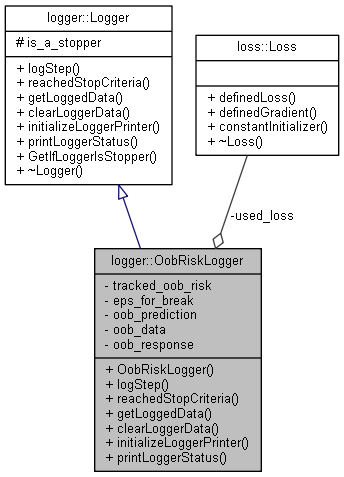 logger::Logger
# is_a_stopper
+ logStep()
+ reachedStopCriteria()
+ getLoggedData()
+ clearLoggerData()
+ initializeLoggerPrinter()
+ printLoggerStatus()
+ GetIfLoggerIsStopper()
+ ~Logger()
loss::Loss
+ definedLoss()
+ definedGradient()
+ constantInitializer()
+ ~Loss()
-used_loss
logger::OobRiskLogger
- tracked_oob_risk
- eps_for_break
- oob_prediction
- oob_data
- oob_response
+ OobRiskLogger()
+ logStep()
+ reachedStopCriteria()
+ getLoggedData()
+ clearLoggerData()
+ initializeLoggerPrinter()
+ printLoggerStatus()